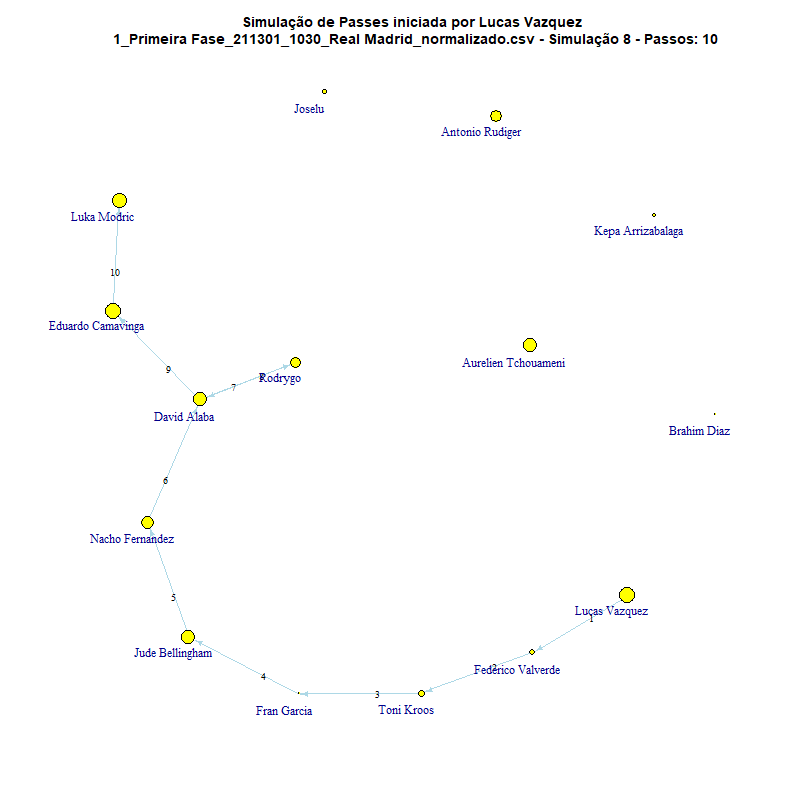 Simulação de Passes iniciada por Lucas Vazquez
1_Primeira Fase_211301_1030_Real Madrid_normalizado.csv - Simulação 8 - Passos: 10
Joselu
Antonio Rudiger
Luka Modric
Kepa Arrizabalaga
10
Eduardo Camavinga
Aurelien Tchouameni
9
Rodrygo
7
David Alaba
Brahim Diaz
6
Nacho Fernandez
5
Lucas Vazquez
1
Jude Bellingham
2
Federico Valverde
4
3
Fran Garcia
Toni Kroos